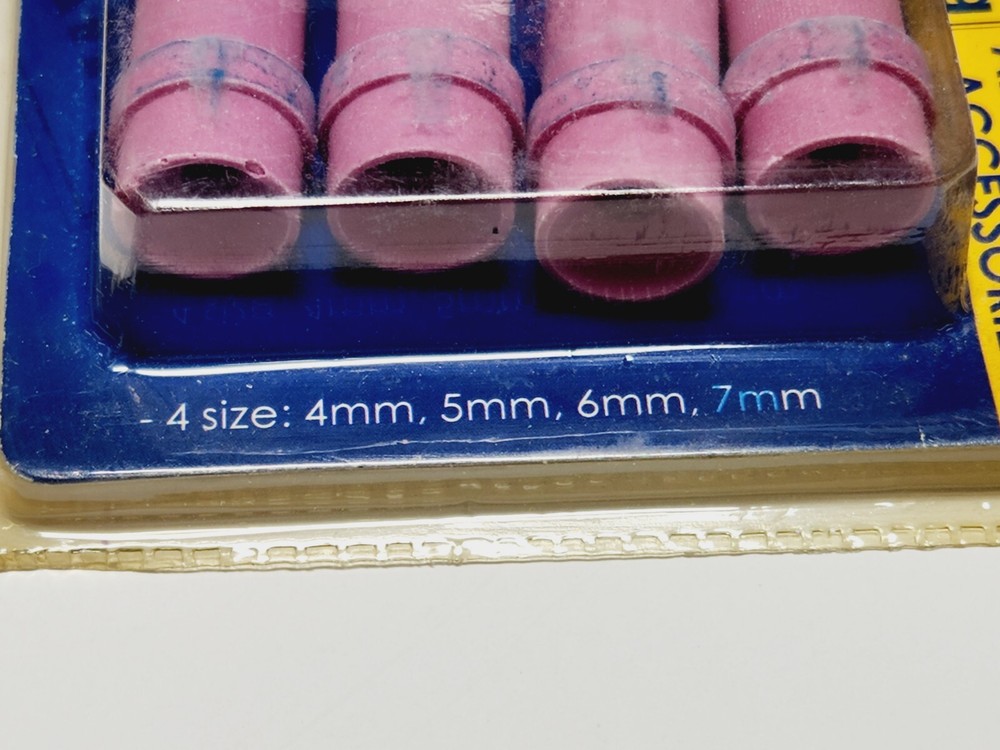 - 4 size: 4mm, 5mm, 6mm, 7mm